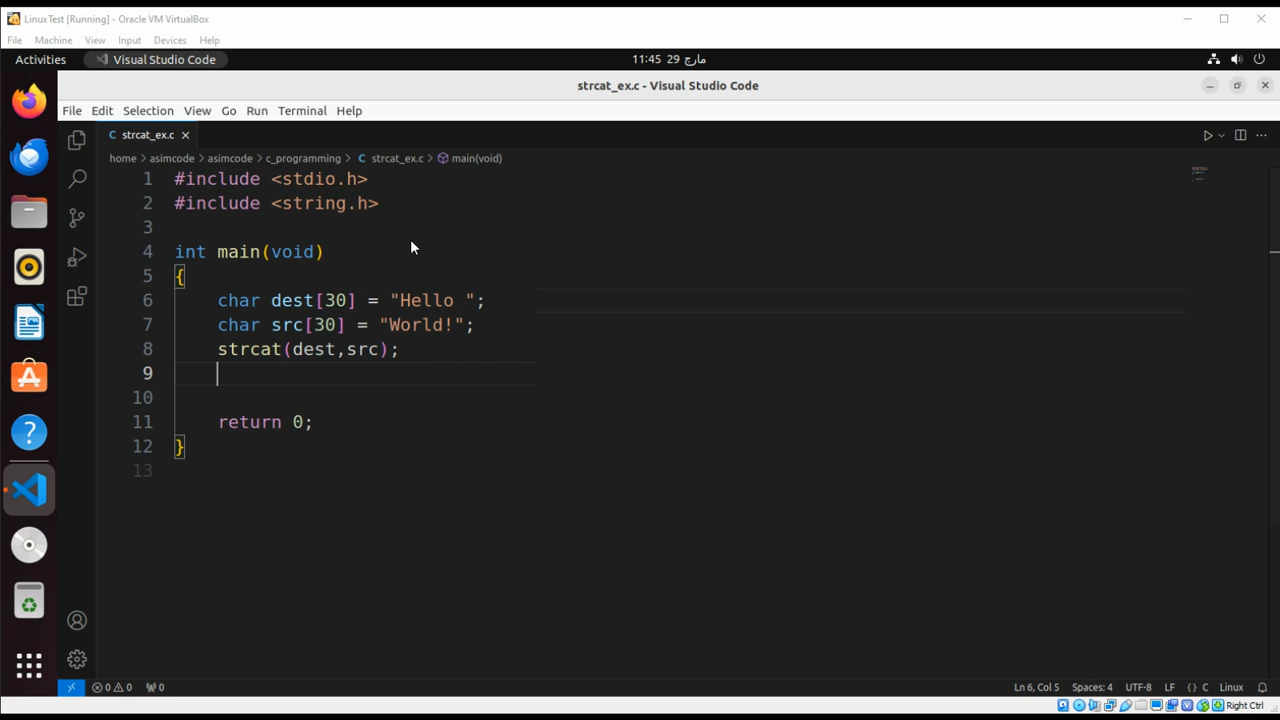 LinuxTest [Running] - Oracle VM VirtualBox
File Machine View Input Devices Help
Activities Visual Studio Code 11:45 29 مارچ
strcat_ex.c - Visual Studio Code
File Edit Selection View Go Run Terminal Help
C strcat_ex.c
home > asimcode > asimcode > c_programming > C strcat_ex.c > main(void)
1 #include <stdio.h>
2 #include <string.h>
3
4 int main(void)
5 {
6 char dest[30] = "Hello ";
7 char src[30] = "World!";
8 strcat(dest,src);
9
10
11 return 0;
12 }
13
0 0 0 Ln 6, Col 5 Spaces: 4 UTF-8 LF { } C Linux
Right Ctrl